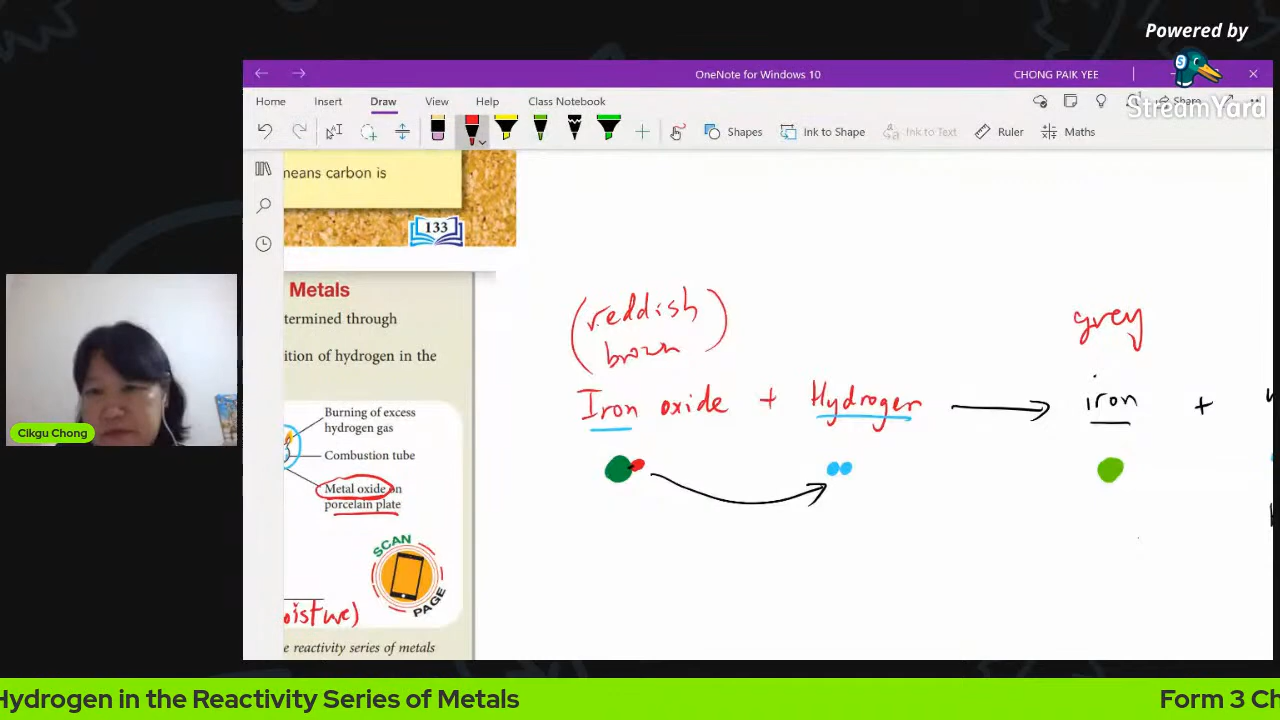 Powered by
StreamYard
OneNote for Windows 10
CHONG PAIK YEE
Home
Insert
Draw
View
Help
Class Notebook
Share
Shapes
Ink to Shape
Ink to Text
Ruler
Maths
means carbon is
133
Metals
termined through
ition of hydrogen in the
Burning of excess
hydrogen gas
Combustion tube
Metal oxide on
porcelain plate
SCAN
PAGE
oisture)
e reactivity series of metals
(reddish
brown)
grey
Iron oxide + Hydrogen → iron +
Cikgu Chong
Hydrogen in the Reactivity Series of Metals
Form 3 Ch